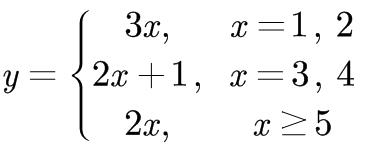 3x, x = 1, 2
y = { 2x + 1, x = 3, 4
2x, x ≥ 5